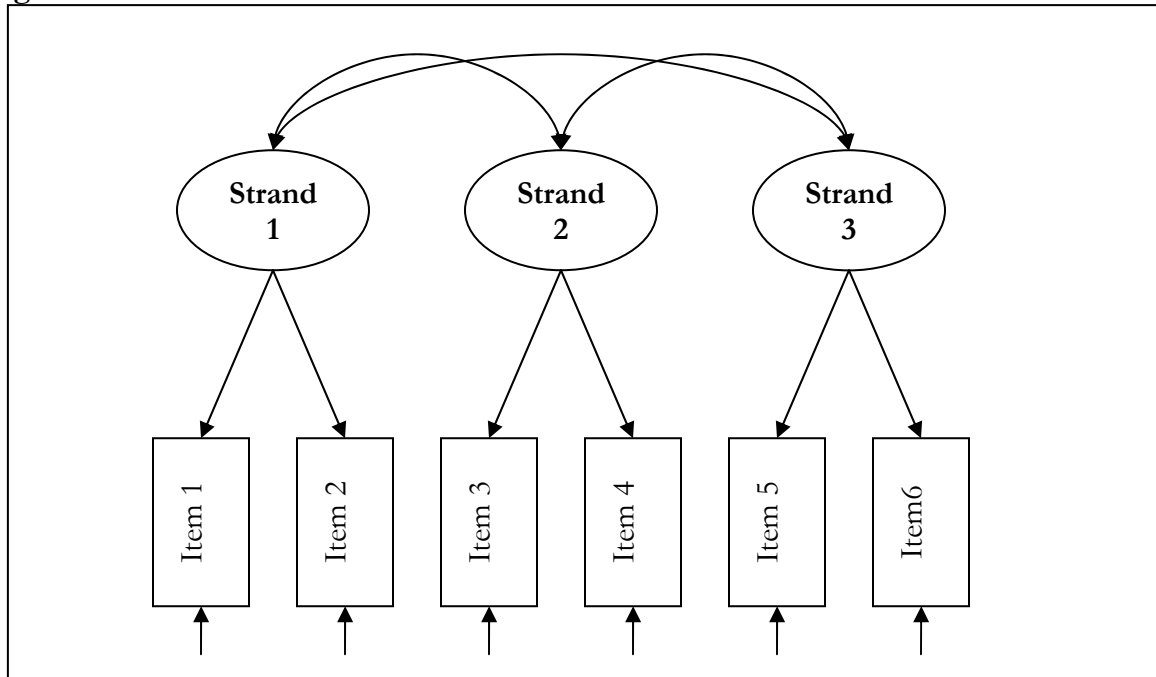 Strand
1
Strand
2
Strand
3
Item 1
Item 2
Item 3
Item 4
Item 5
Item6